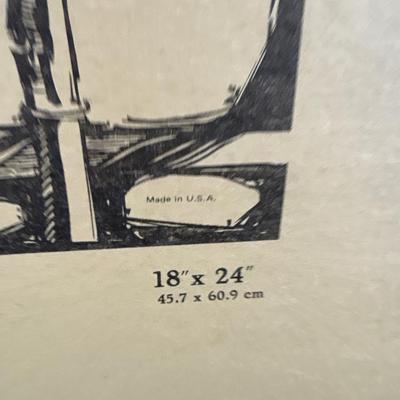 Made in U.S.A.
18" x 24"
45.7 x 60.9 cm